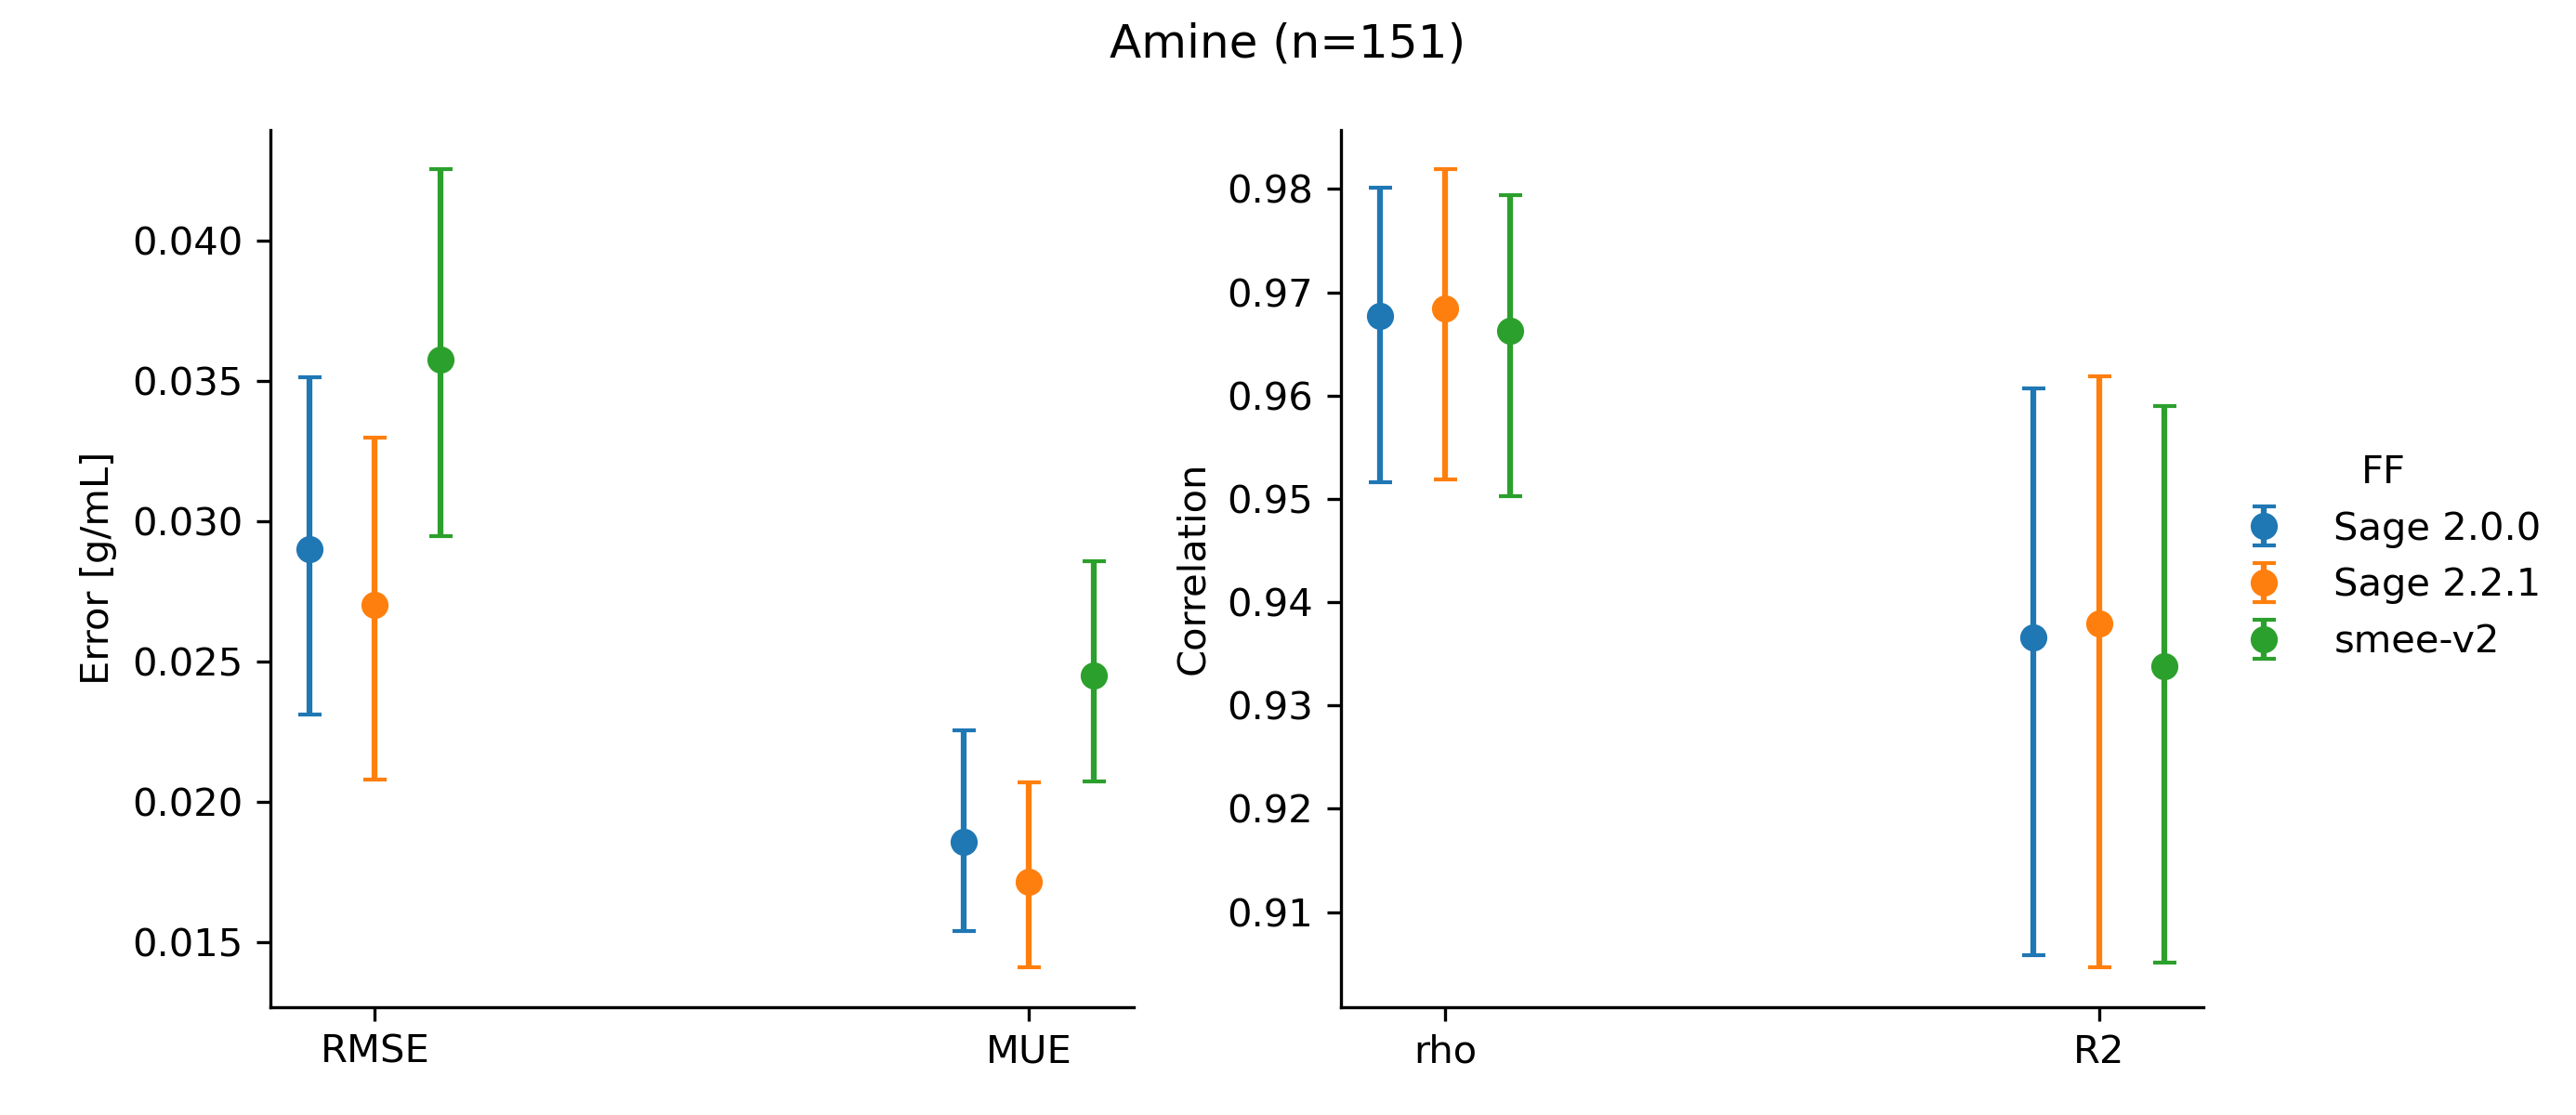 Amine (n=151)
Error [g/mL]
0.040
0.035
0.030
0.025
0.020
0.015
RMSE
MUE
Correlation
0.98
0.97
0.96
0.95
0.94
0.93
0.92
0.91
rho
R2
FF
Sage 2.0.0
Sage 2.2.1
smee-v2